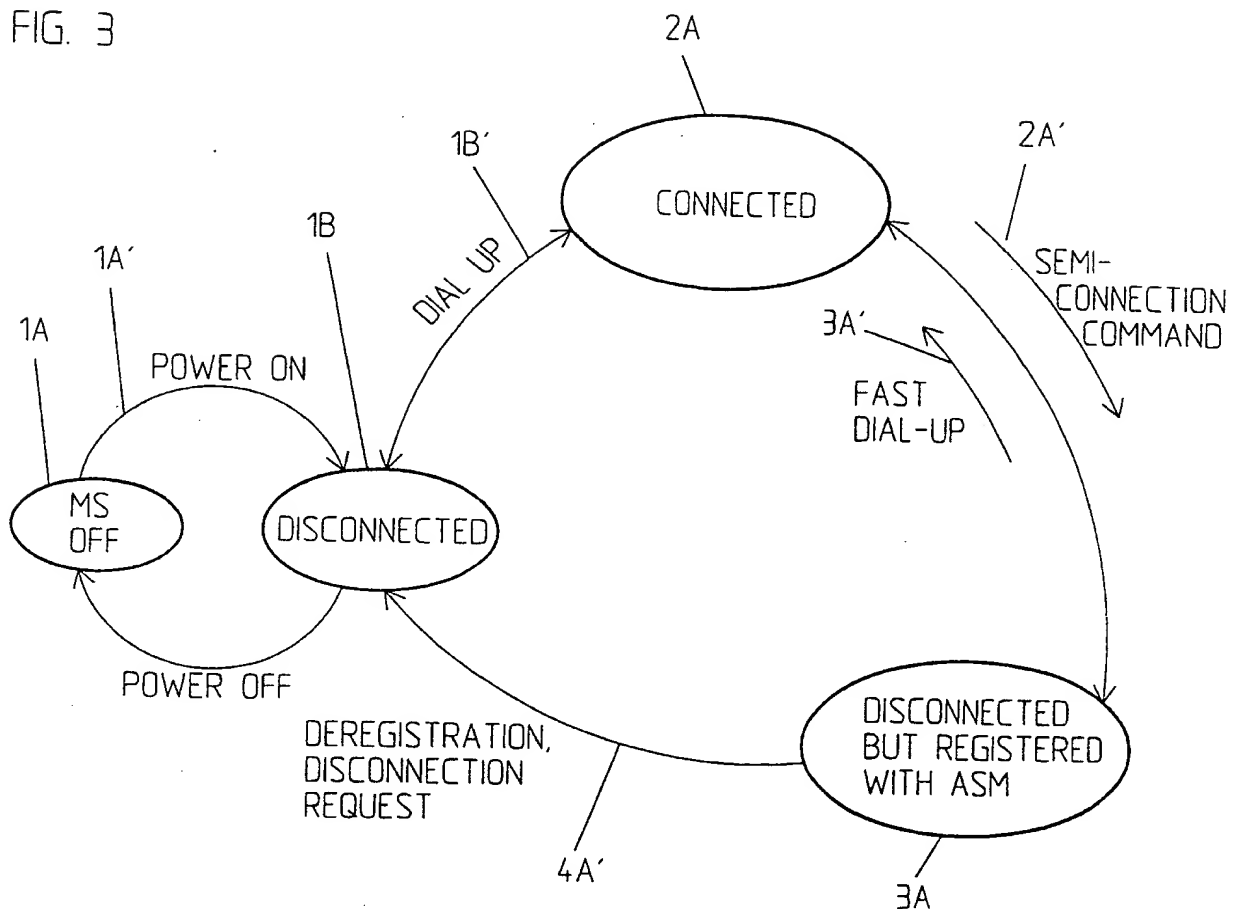 FIG. 3
2A
1B´
2A´
CONNECTED
1B
1A´
DIAL UP
SEMI-
CONNECTION
COMMAND
3A´
1A
POWER ON
FAST
DIAL-UP
MS
OFF
DISCONNECTED
POWER OFF
DEREGISTRATION,
DISCONNECTION
REQUEST
DISCONNECTED
BUT REGISTERED
WITH ASM
4A´
3A